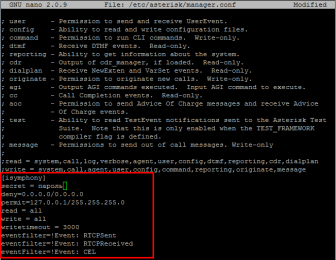 GNU nano 2.0.9 File: /etc/asterisk/manager.conf Modified
; user - Permission to send and receive UserEvent.
; config - Ability to read and write configuration files.
; command - Permission to run CLI commands. Write-only.
; dtmf - Receive DTMF events. Read-only.
; reporting - Ability to get information about the system.
; cdr - Output of cdr_manager, if loaded. Read-only.
; dialplan - Receive NewExten and VarSet events. Read-only.
; originate - Permission to originate new calls. Write-only.
; agi - Output AGI commands executed. Input AGI command to execute.
; cc - Call Completion events. Read-only.
; aoc - Permission to send Advice Of Charge messages and receive Advice
; Of Charge events.
; test - Ability to read TestEvent notifications sent to the Asterisk Test
; Suite. Note that this is only enabled when the TEST_FRAMEWORK
; compiler flag is defined.
; message - Permissions to send out of call messages. Write-only
;
;read = system,call,log,verbose,agent,user,config,dtmf,reporting,cdr,dialplan
;write = system,call,agent,user,config,command,reporting,originate,message
[isymphony]
secret = пароль
deny=0.0.0.0/0.0.0.0
permit=127.0.0.1/255.255.255.0
read = all
write = all
writetimeout = 3000
eventfilter=!Event: RTCPSent
eventfilter=!Event: RTCPReceived
eventFilter=!Event: CEL